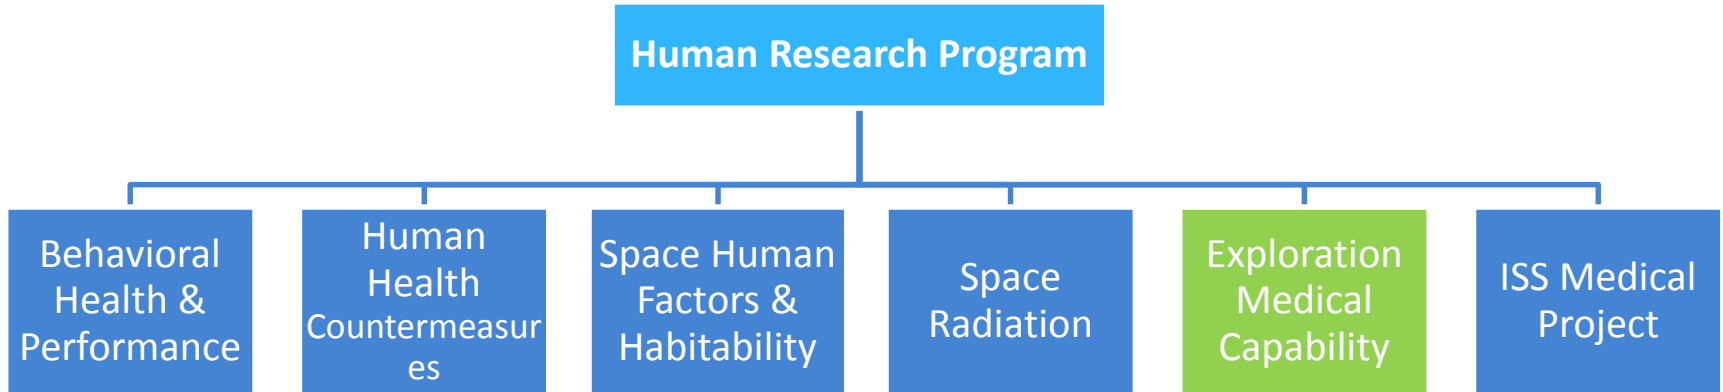 Human Research Program
Behavioral
Health &
Performance
Human
Health
Countermeasur
es
Space Human
Factors &
Habitability
Space
Radiation
Exploration
Medical
Capability
ISS Medical
Project